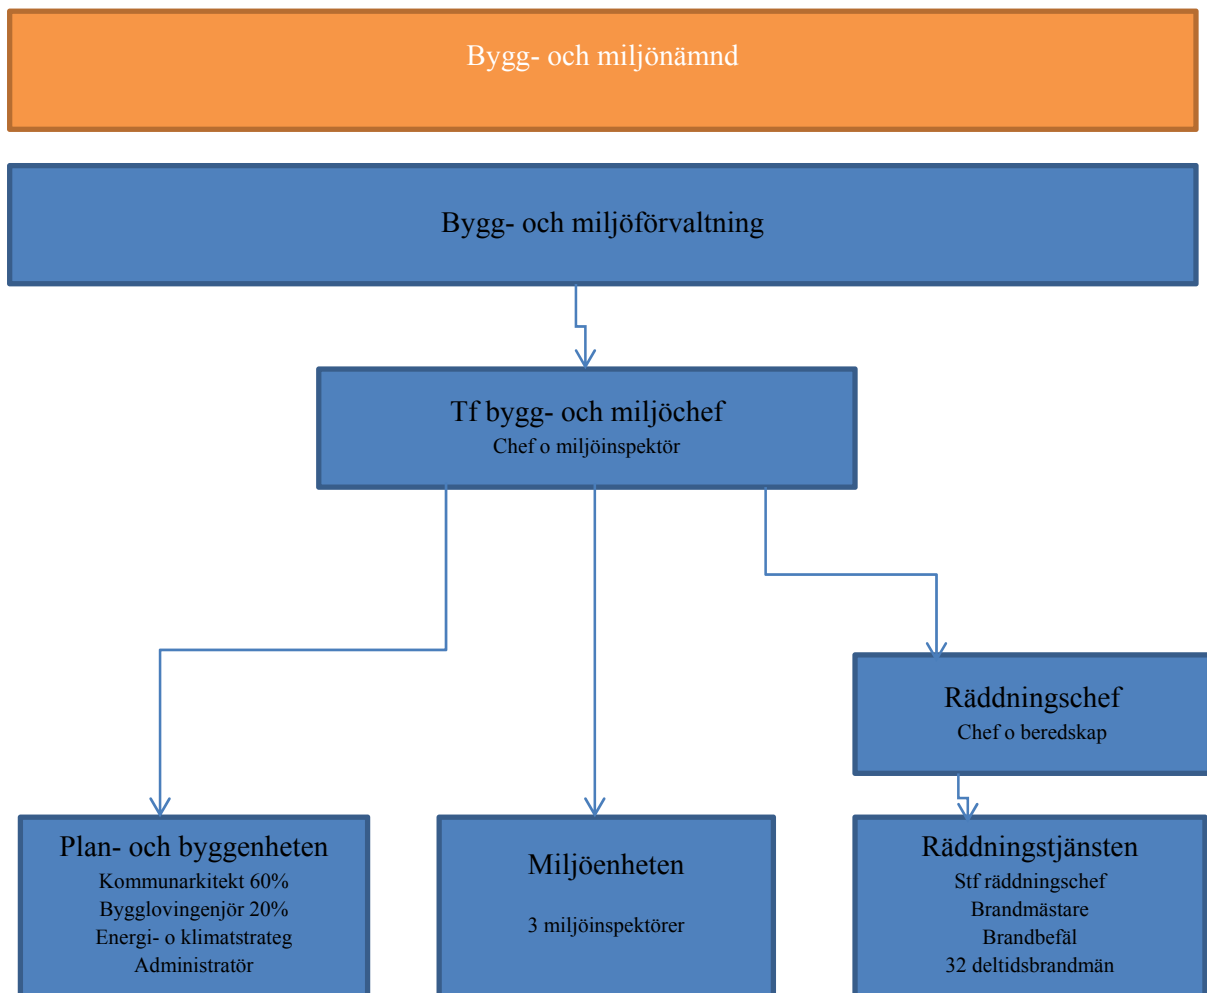 Bygg- och miljönämnd
Bygg- och miljöförvaltning
Tf bygg- och miljöchef
Chef o miljöinspektör
Räddningschef
Chef o beredskap
Plan- och byggenheten
Kommunarkitekt 60%
Bygglovingenjör 20%
Energi- o klimatstrateg
Administratör
Miljöenheten
3 miljöinspektörer
Räddningstjänsten
Stf räddningschef
Brandmästare
Brandbefäl
32 deltidsbrandmän